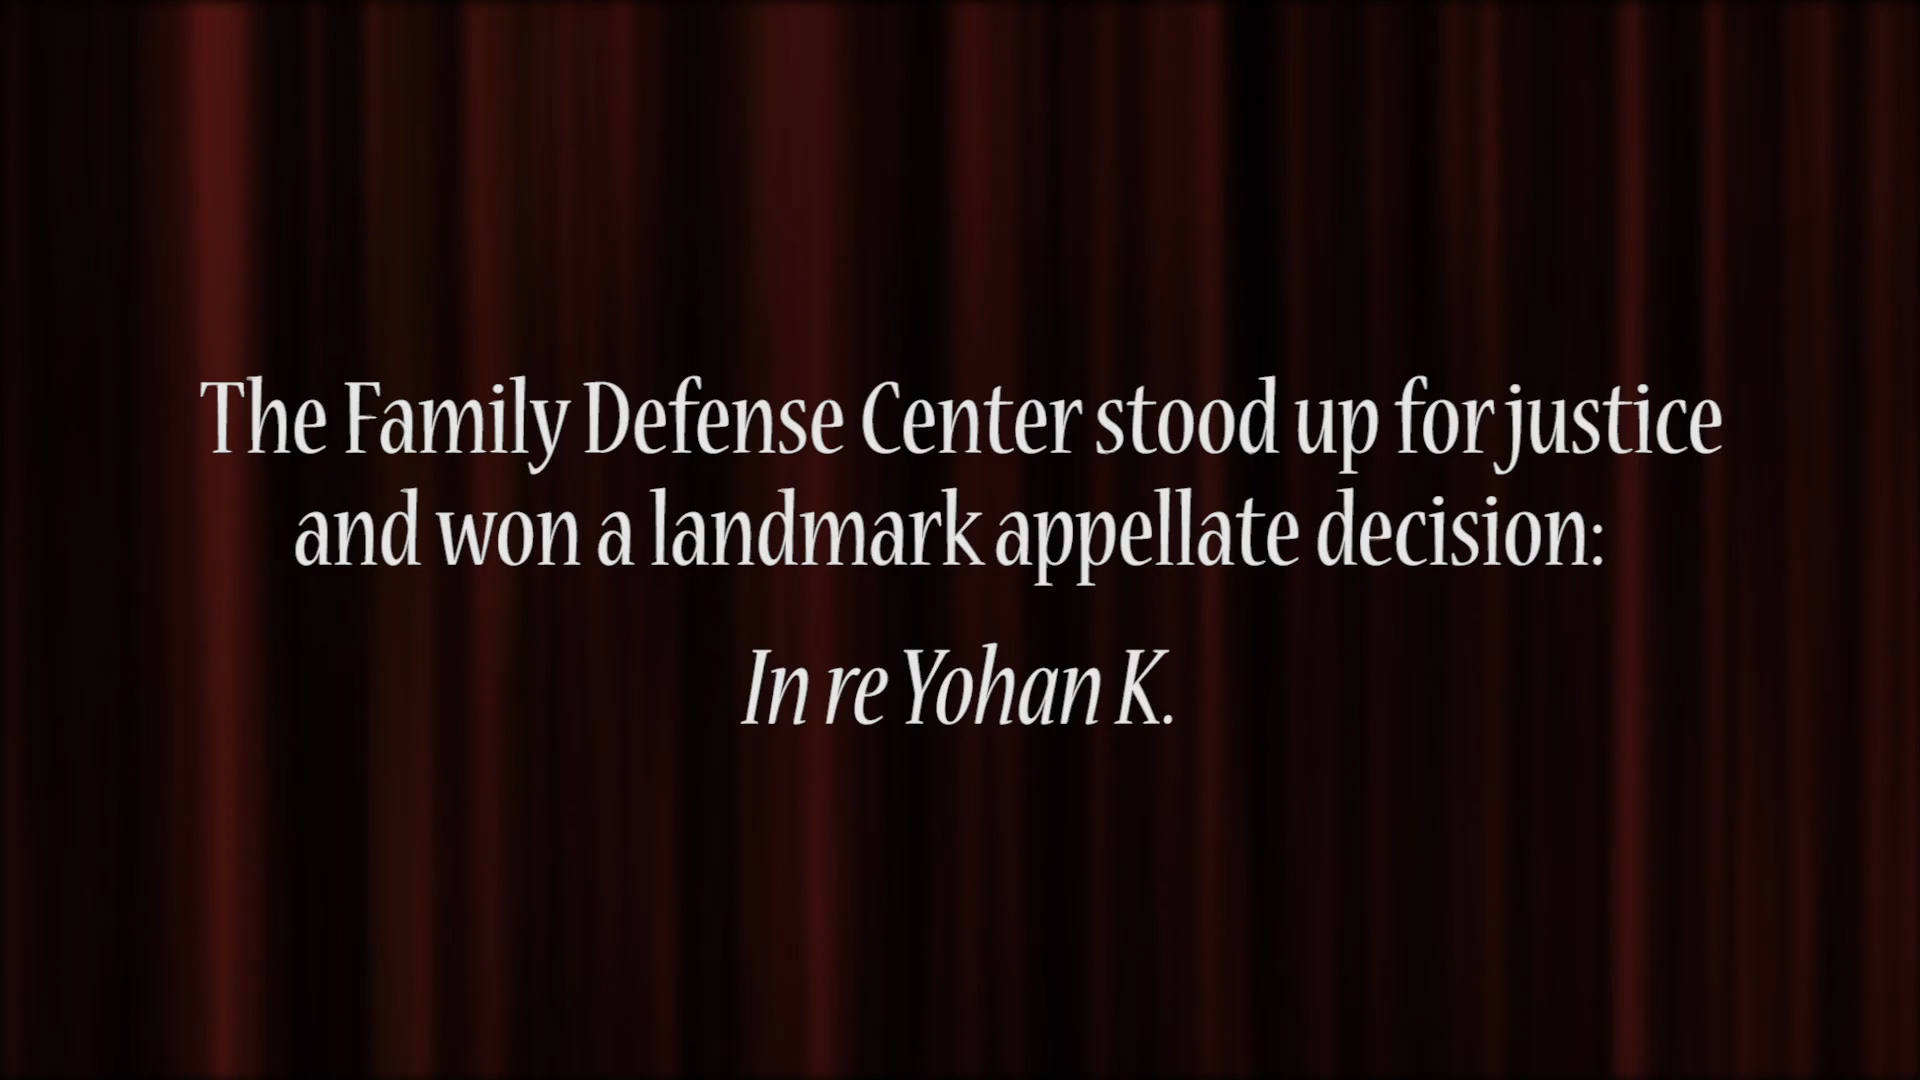 The Family Defense Center stood up for justice
and won a landmark appellate decision:
In re Yohan K.